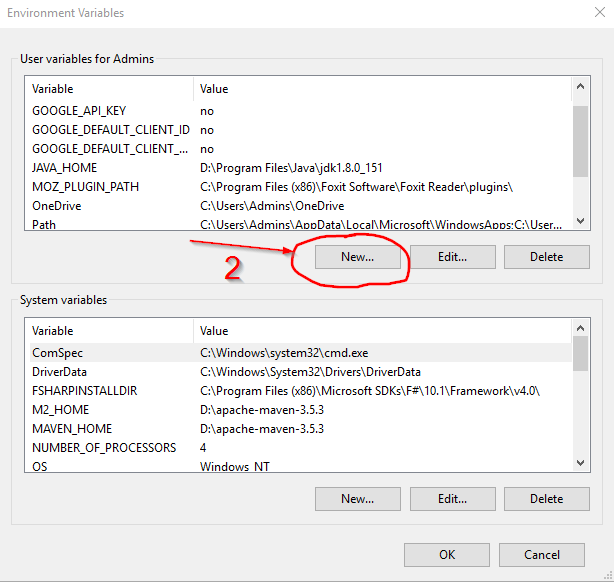 Environment Variables
User variables for Admins
Variable Value
GOOGLE_API_KEY no
GOOGLE_DEFAULT_CLIENT_ID no
GOOGLE_DEFAULT_CLIENT_... no
JAVA_HOME D:\Program Files\Java\jdk1.8.0_151
MOZ_PLUGIN_PATH C:\Program Files (x86)\Foxit Software\Foxit Reader\plugins\
OneDrive C:\Users\Admins\OneDrive
Path C:\Users\Admins\AppData\Local\Microsoft\WindowsApps;C:\User...
2 New... Edit... Delete
System variables
Variable Value
ComSpec C:\Windows\system32\cmd.exe
DriverData C:\Windows\System32\Drivers\DriverData
FSHARPINSTALLDIR C:\Program Files (x86)\Microsoft SDKs\F#\10.1\Framework\v4.0\
M2_HOME D:\apache-maven-3.5.3
MAVEN_HOME D:\apache-maven-3.5.3
NUMBER_OF_PROCESSORS 4
OS Windows_NT
New... Edit... Delete
OK Cancel